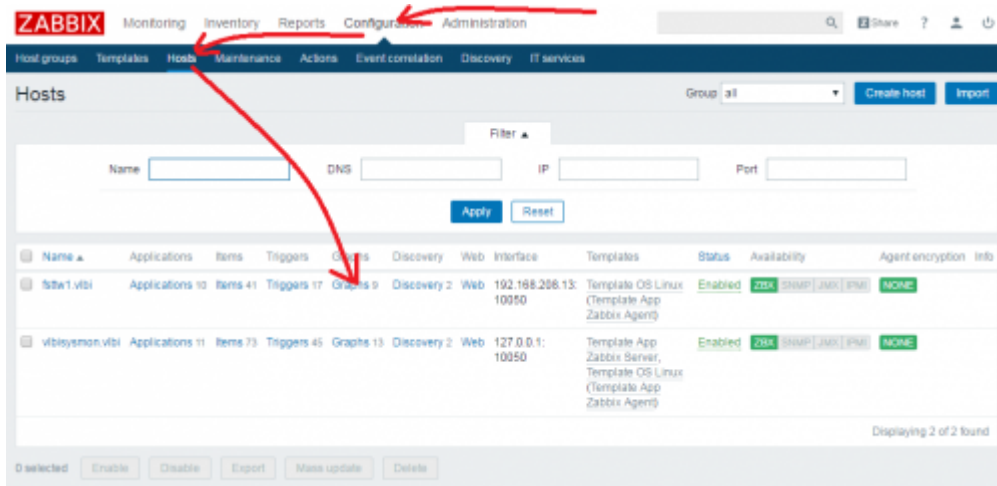 ZABBIX Monitoring Inventory Reports Configuration Administration Share ?
Host groups Templates Hosts Maintenance Actions Event correlation Discovery IT services
Hosts Group all Create host Import
Filter ▲
Name DNS IP Port
Apply Reset
Name ▲ Applications Items Triggers Graphs Discovery Web Interface Templates Status Availability Agent encryption Info
fstlw1.vlbi Applications 10 Items 41 Triggers 17 Graphs 9 Discovery 2 Web 192.168.208.13: Template OS Linux Enabled ZBX SNMP JMX IPMI NONE
10050 (Template App
Zabbix Agent)
vlbisysmon.vlbi Applications 11 Items 73 Triggers 45 Graphs 13 Discovery 2 Web 127.0.0.1: Template App Enabled ZBX SNMP JMX IPMI NONE
10050 Zabbix Server,
Template OS Linux
(Template App
Zabbix Agent)
Displaying 2 of 2 found
0 selected Enable Disable Export Mass update Delete